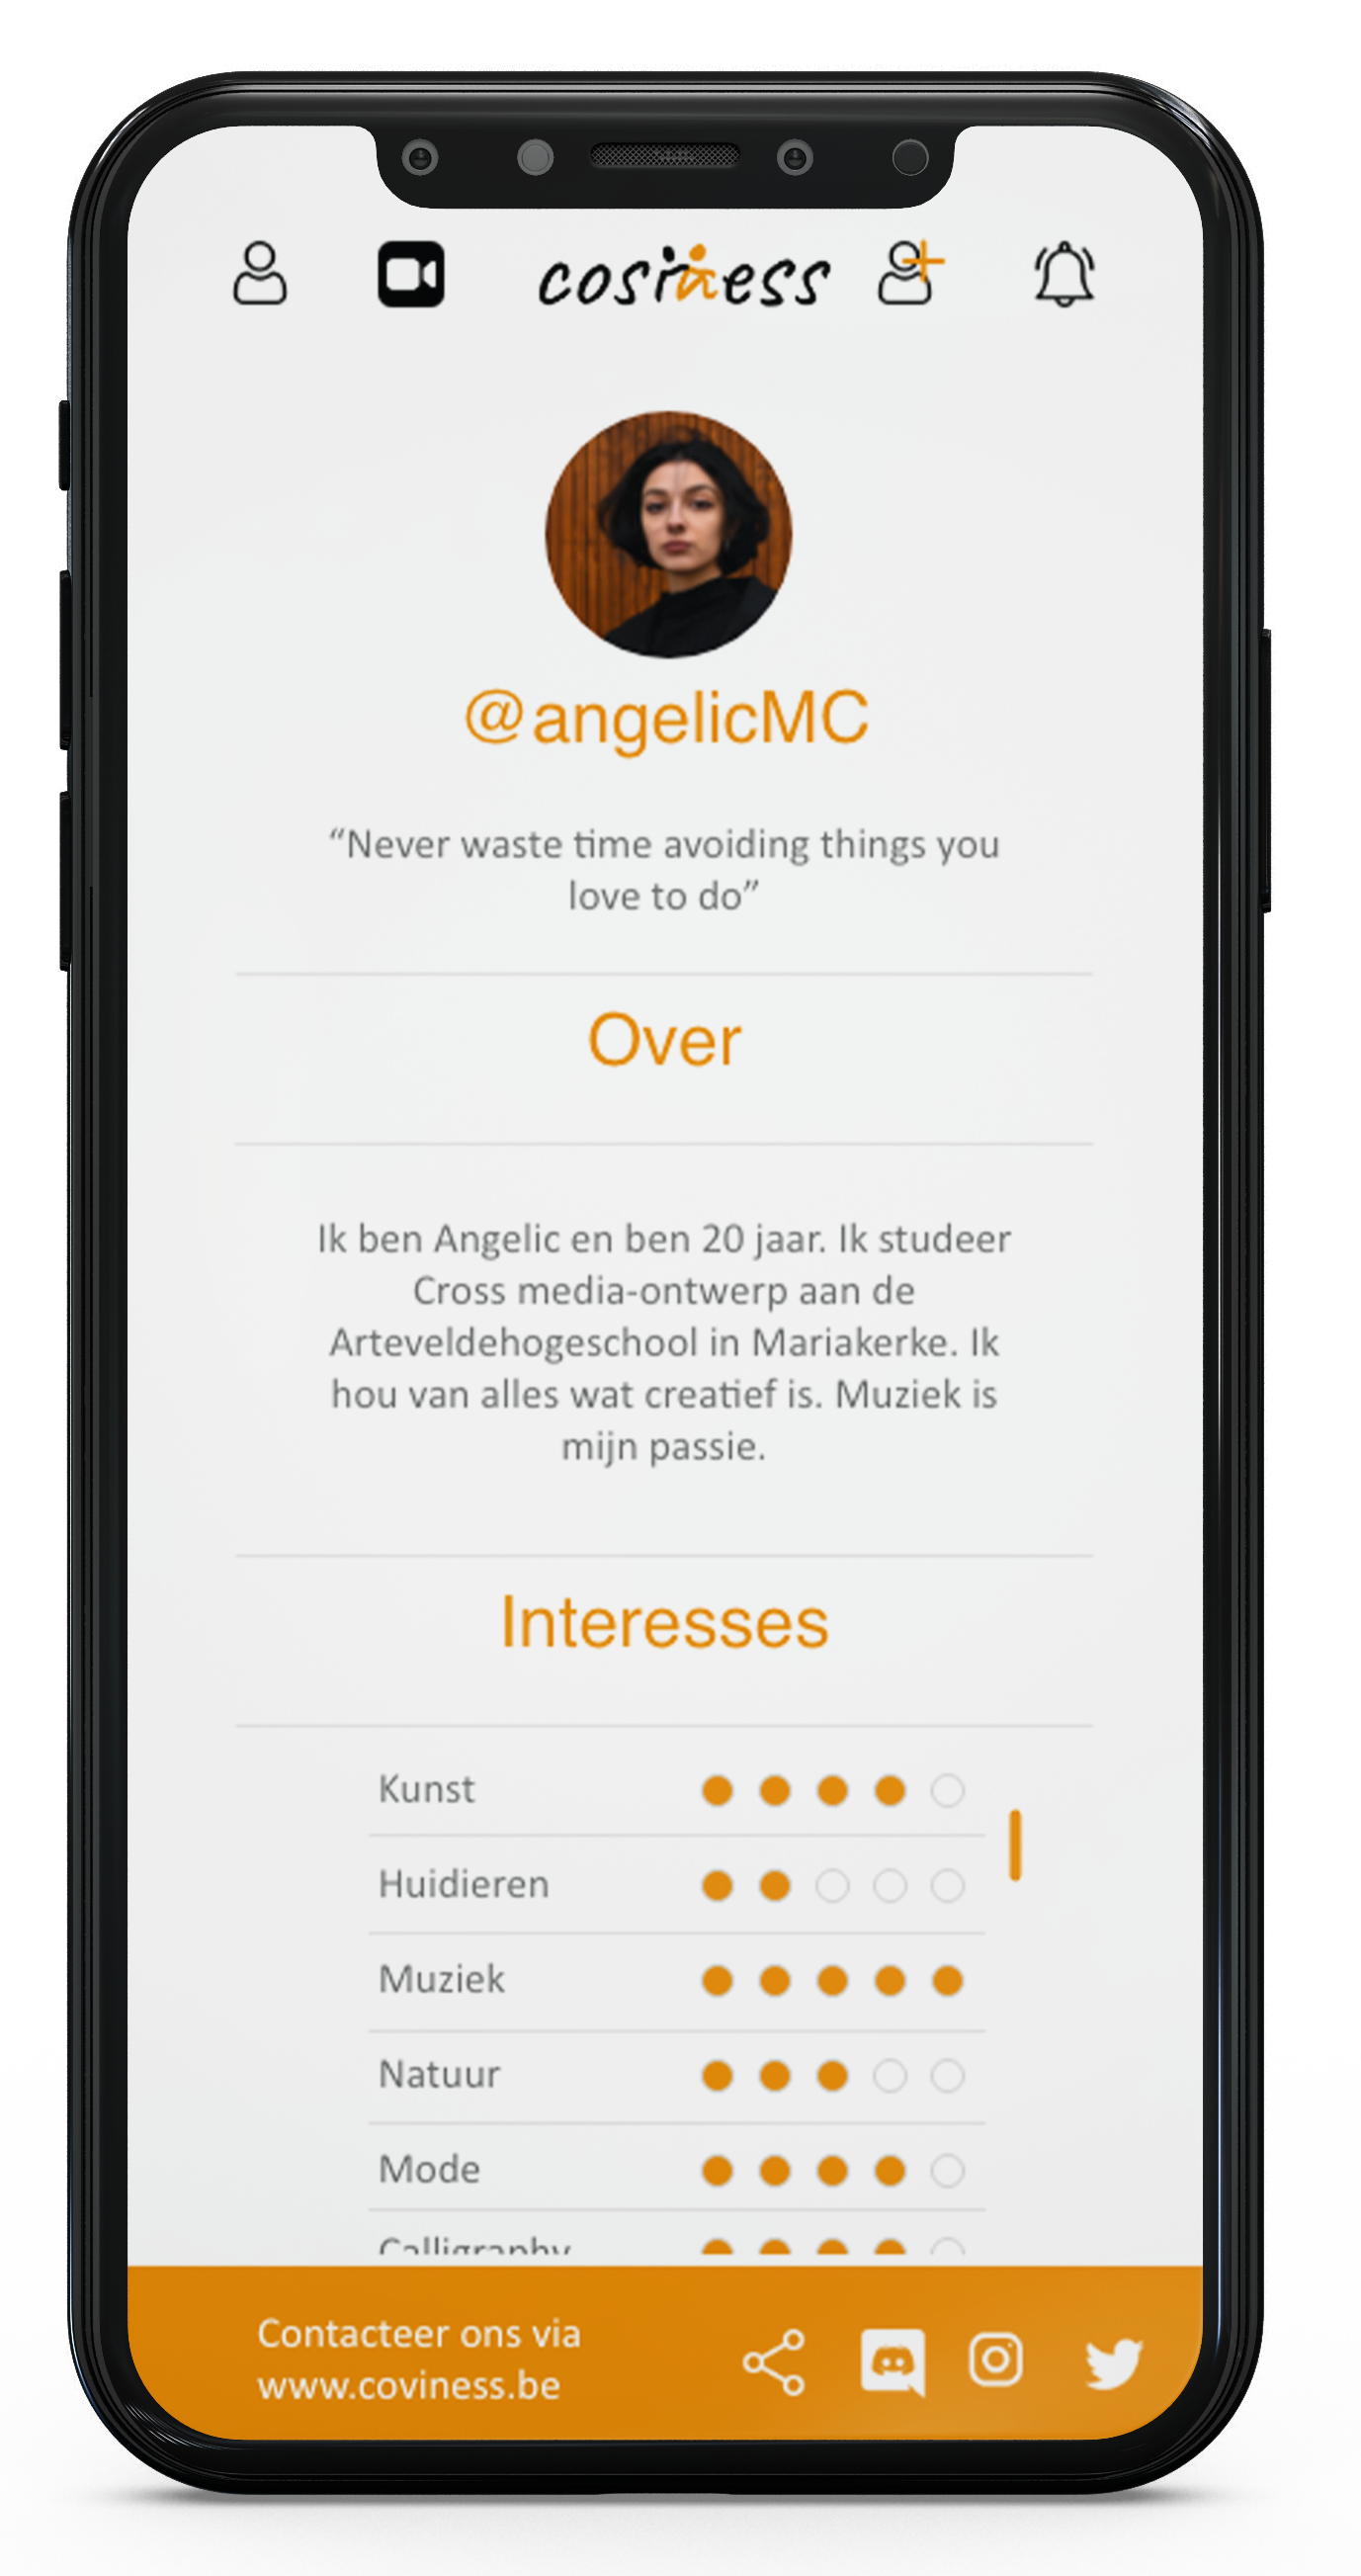 cosiness
@angelicMC
“Never waste time avoiding things you
love to do”
Over
Ik ben Angelic en ben 20 jaar. Ik studeer
Cross media-ontwerp aan de
Arteveldehogeschool in Mariakerke. Ik
hou van alles wat creatief is. Muziek is
mijn passie.
Interesses
Kunst
Huidieren
Muziek
Natuur
Mode
Calligraphy
Contacteer ons via
www.coviness.be